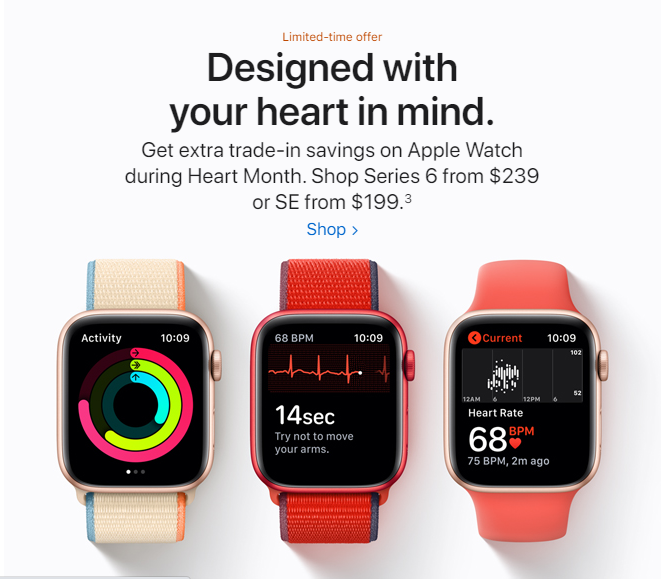 Limited-time offer
Designed with
your heart in mind.
Get extra trade-in savings on Apple Watch
during Heart Month. Shop Series 6 from $239
or SE from $199.³
Shop >
Activity 10:09
68 BPM 10:09
14sec
Try not to move
your arms.
Current 10:09
102
52
12AM 6 12PM 6
Heart Rate
68 BPM
75 BPM, 2m ago